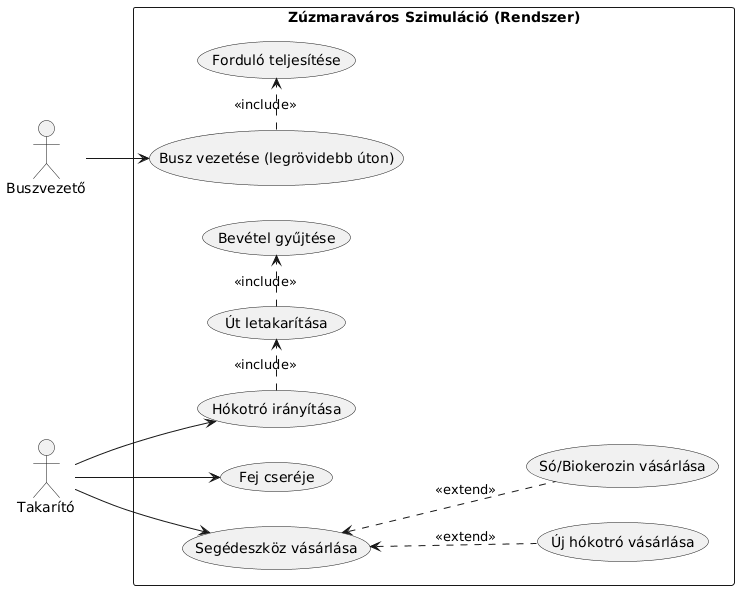 Zúzmaraváros Szimuláció (Rendszer)
Forduló teljesítése
«include»
Busz vezetése (legrövidebb úton)
Buszvezető
Bevétel gyűjtése
«include»
Út letakarítása
«include»
Hókotró irányítása
Takarító
Fej cseréje
Só/Biokerozin vásárlása
«extend»
Segédeszköz vásárlása
«extend»
Új hókotró vásárlása